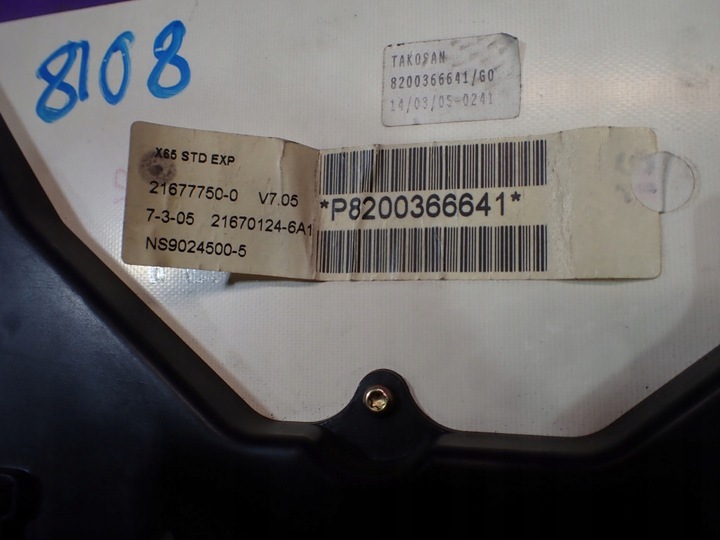 8108
TAKOSAN
8200366641/G0
14/03/05-0241
X65 STD EXP
21677750-0 V7.05
7-3-05 21670124-6A1
NS9024500-5
*P8200366641*